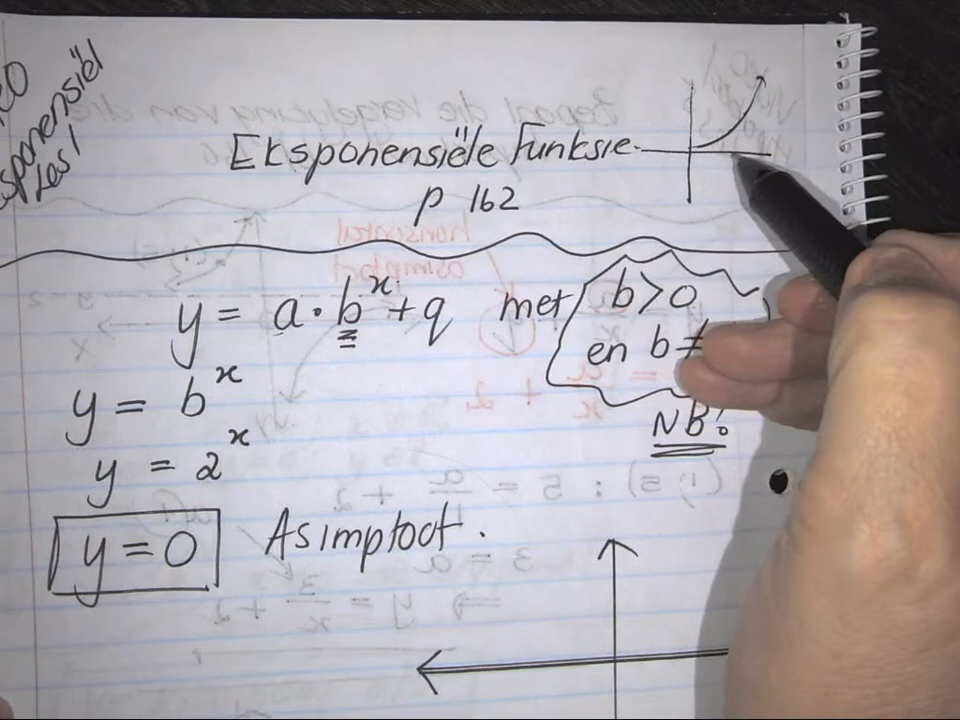 Eksponensiël
Les 1
Eksponensiële Funksie.
p 162
y = a · b^x + q met b > 0
en b ≠
y = b^x
NB!
y = 2^x
y = 0 Asimptoot.